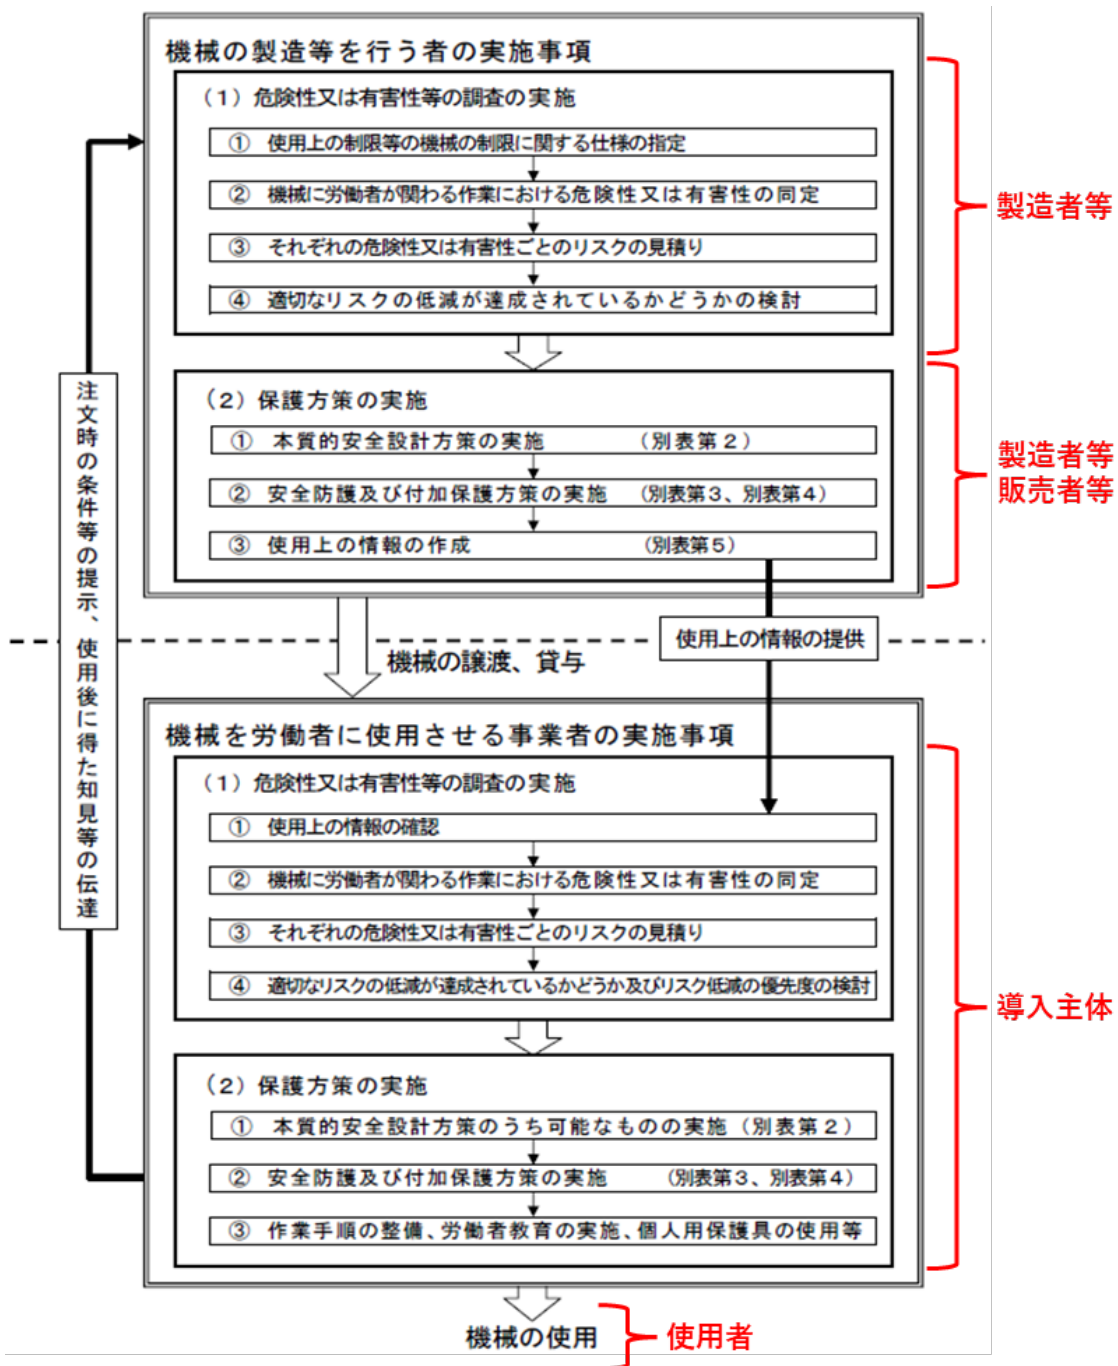 機械の製造等を行う者の実施事項
(1)危険性又は有害性等の調査の実施
① 使用上の制限等の機械の制限に関する仕様の指定
② 機械に労働者が関わる作業における危険性又は有害性の同定
③ それぞれの危険性又は有害性ごとのリスクの見積り
④ 適切なリスクの低減が達成されているかどうかの検討
製造者等
(2)保護方策の実施
① 本質的安全設計方策の実施 (別表第2)
② 安全防護及び付加保護方策の実施 (別表第3、別表第4)
③ 使用上の情報の作成 (別表第5)
製造者等
販売者等
注文時の条件等の提示、使用後に得た知見等の伝達
使用上の情報の提供
機械の譲渡、貸与
機械を労働者に使用させる事業者の実施事項
(1)危険性又は有害性等の調査の実施
① 使用上の情報の確認
② 機械に労働者が関わる作業における危険性又は有害性の同定
③ それぞれの危険性又は有害性ごとのリスクの見積り
④ 適切なリスクの低減が達成されているかどうか及びリスク低減の優先度の検討
導入主体
(2)保護方策の実施
① 本質的安全設計方策のうち可能なものの実施(別表第2)
② 安全防護及び付加保護方策の実施 (別表第3、別表第4)
③ 作業手順の整備、労働者教育の実施、個人用保護具の使用等
機械の使用
使用者